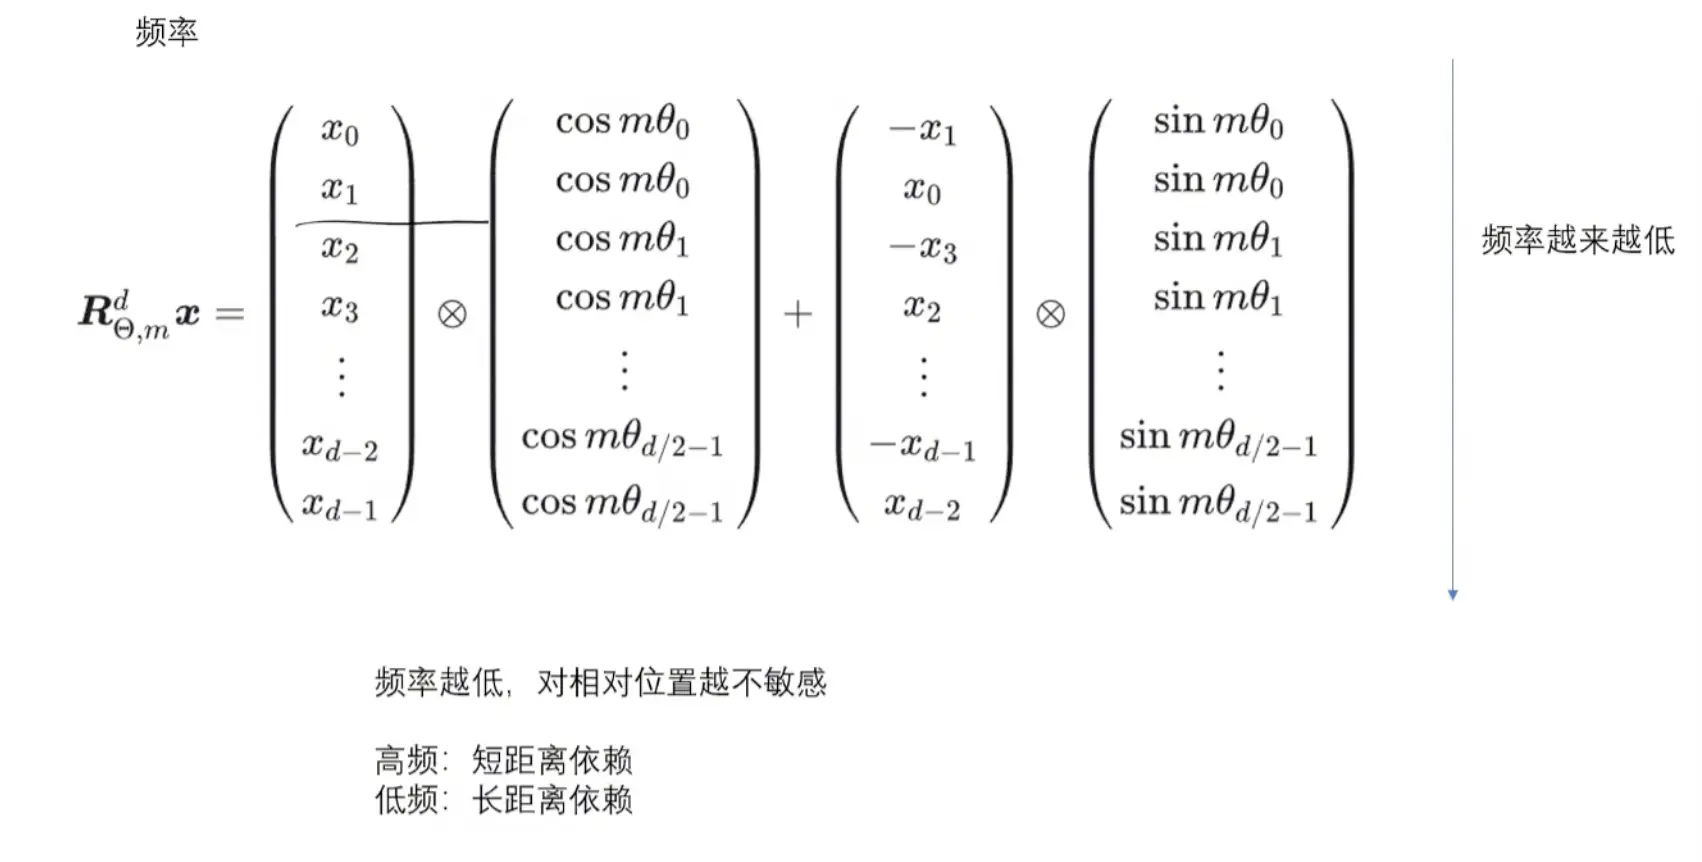 频率
$$\boldsymbol{R}^d_{\Theta,m}\boldsymbol{x} = \begin{pmatrix} x_0 \\ x_1 \\ x_2 \\ x_3 \\ \vdots \\ x_{d-2} \\ x_{d-1} \end{pmatrix} \otimes \begin{pmatrix} \cos m\theta_0 \\ \cos m\theta_0 \\ \cos m\theta_1 \\ \cos m\theta_1 \\ \vdots \\ \cos m\theta_{d/2-1} \\ \cos m\theta_{d/2-1} \end{pmatrix} + \begin{pmatrix} -x_1 \\ x_0 \\ -x_3 \\ x_2 \\ \vdots \\ -x_{d-1} \\ x_{d-2} \end{pmatrix} \otimes \begin{pmatrix} \sin m\theta_0 \\ \sin m\theta_0 \\ \sin m\theta_1 \\ \sin m\theta_1 \\ \vdots \\ \sin m\theta_{d/2-1} \\ \sin m\theta_{d/2-1} \end{pmatrix}$$
频率越来越低
频率越低，对相对位置越不敏感
高频：短距离依赖
低频：长距离依赖